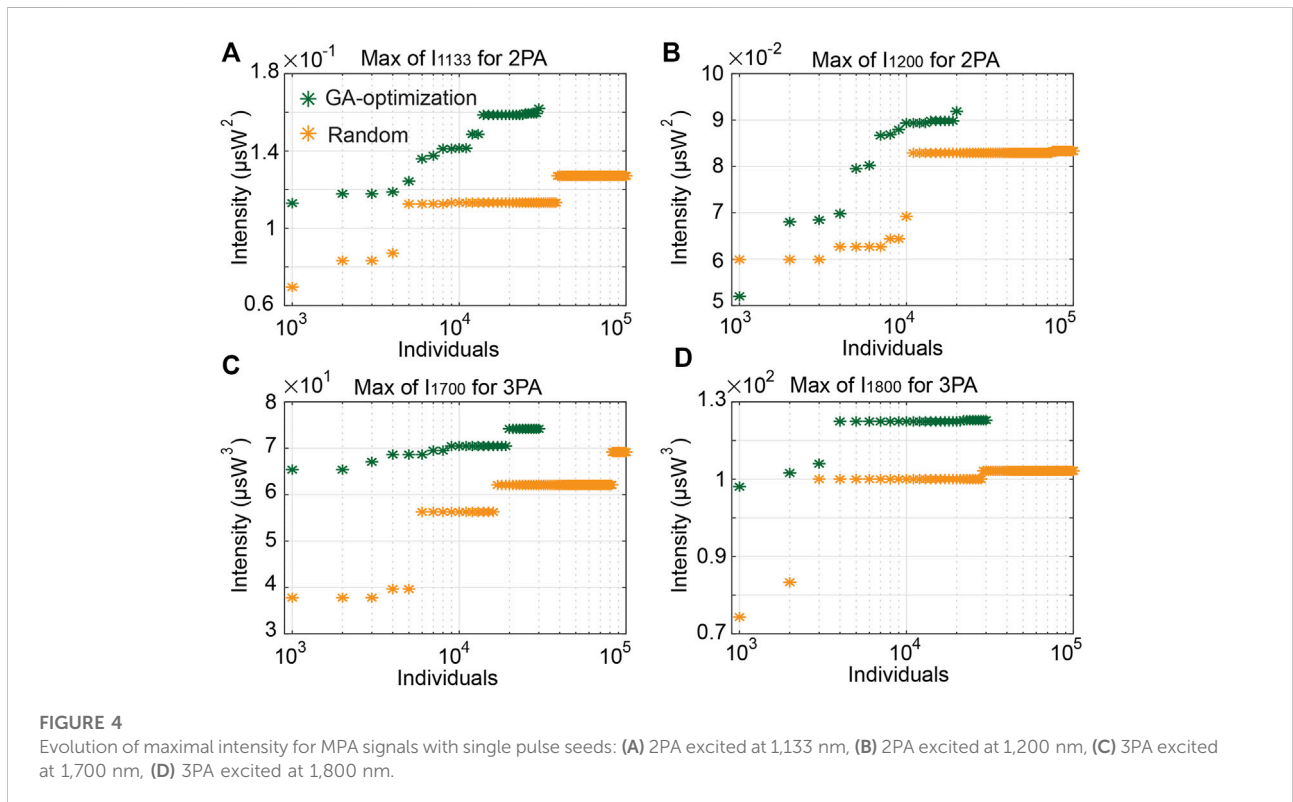 A ×10⁻¹ Max of I1133 for 2PA
1.8
1.4
1
0.6
Intensity (µsW²)
GA-optimization
Random
10³ 10⁴ 10⁵
Individuals
B ×10⁻² Max of I1200 for 2PA
10
9
8
7
6
5
Intensity (µsW²)
10³ 10⁴ 10⁵
Individuals
C ×10¹ Max of I1700 for 3PA
8
7
6
5
4
3
Intensity (µsW³)
10³ 10⁴ 10⁵
Individuals
D ×10² Max of I1800 for 3PA
1.3
1
0.9
0.7
Intensity (µsW³)
10³ 10⁴ 10⁵
Individuals
FIGURE 4
Evolution of maximal intensity for MPA signals with single pulse seeds: (A) 2PA excited at 1,133 nm, (B) 2PA excited at 1,200 nm, (C) 3PA excited
at 1,700 nm, (D) 3PA excited at 1,800 nm.